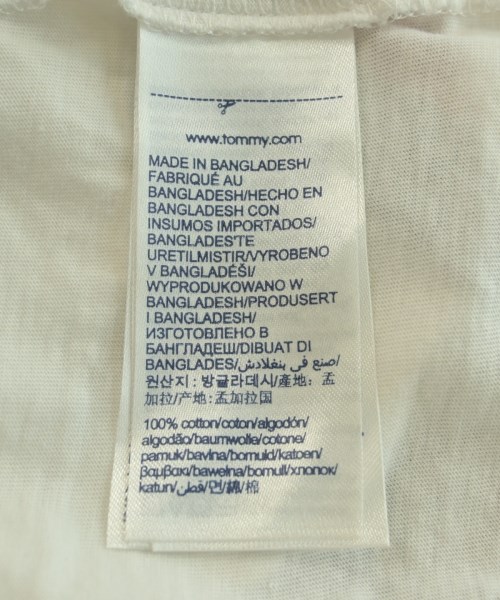 www.tommy.com
MADE IN BANGLADESH/
FABRIQUÉ AU
BANGLADESH/HECHO EN
BANGLADESH CON
INSUMOS IMPORTADOS/
BANGLADEŞ'TE
URETILMISTIR/VYROBENO
V BANGLADÉŠI/
WYPRODUKOWANO W
BANGLADESH/PRODUSERT
I BANGLADESH/
ИЗГОТОВЛЕНО В
БАНГЛАДЕШ/DIBUAT DI
BANGLADES/صنع في بنغلادش/
원산지: 방글라데시/產地: 孟
加拉/产地:孟加拉国
100% cotton/coton/algodón/
algodão/baumwolle/cotone/
pamuk/bavlna/bomuld/katoen/
βαμβακι/bawełna/bomull/хлопок/
katun/قطن/면/綿/棉